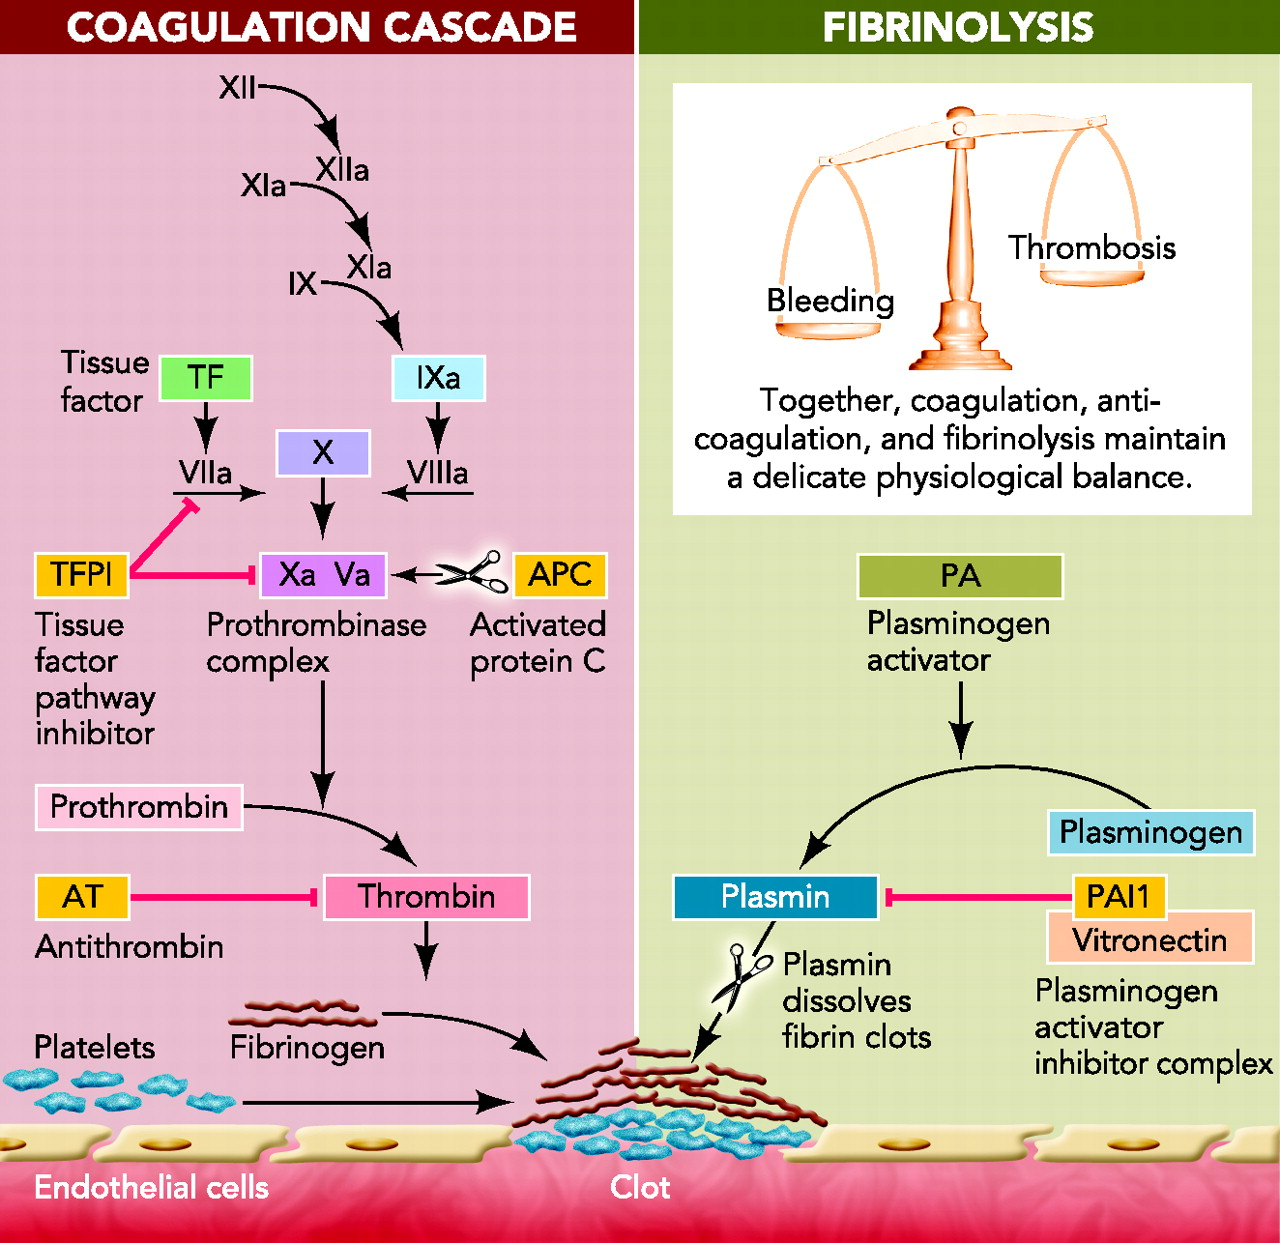 COAGULATION CASCADE
XII
XIIa
XIa
XIa
IX
Tissue
factor
TF
IXa
X
VIIa
VIIIa
TFPI
Xa Va
APC
Tissue
factor
pathway
inhibitor
Prothrombinase
complex
Activated
protein C
Prothrombin
AT
Thrombin
Antithrombin
Platelets
Fibrinogen
Endothelial cells
Clot
FIBRINOLYSIS
Bleeding
Thrombosis
Together, coagulation, anti-
coagulation, and fibrinolysis maintain
a delicate physiological balance.
PA
Plasminogen
activator
Plasminogen
Plasmin
PAI1
Vitronectin
Plasmin
dissolves
fibrin clots
Plasminogen
activator
inhibitor complex